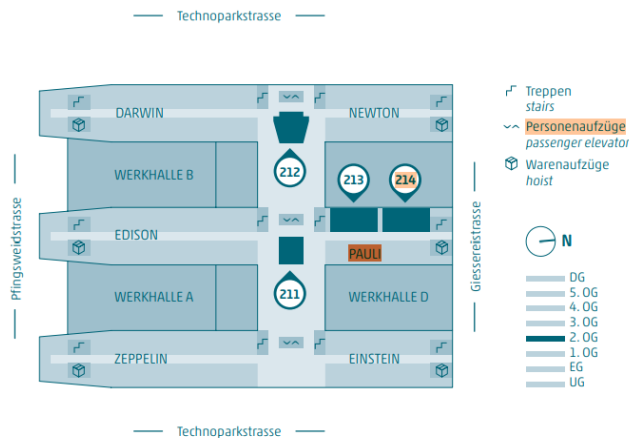 Technoparkstrasse
DARWIN
NEWTON
WERKHALLE B
212
213
214
EDISON
PAULI
WERKHALLE A
211
WERKHALLE D
ZEPPELIN
EINSTEIN
Technoparkstrasse
Pfingsweidstrasse
Giessereistrasse
Treppen
stairs
Personenaufzüge
passenger elevator
Warenaufzüge
hoist
N
DG
5. OG
4. OG
3. OG
2. OG
1. OG
EG
UG